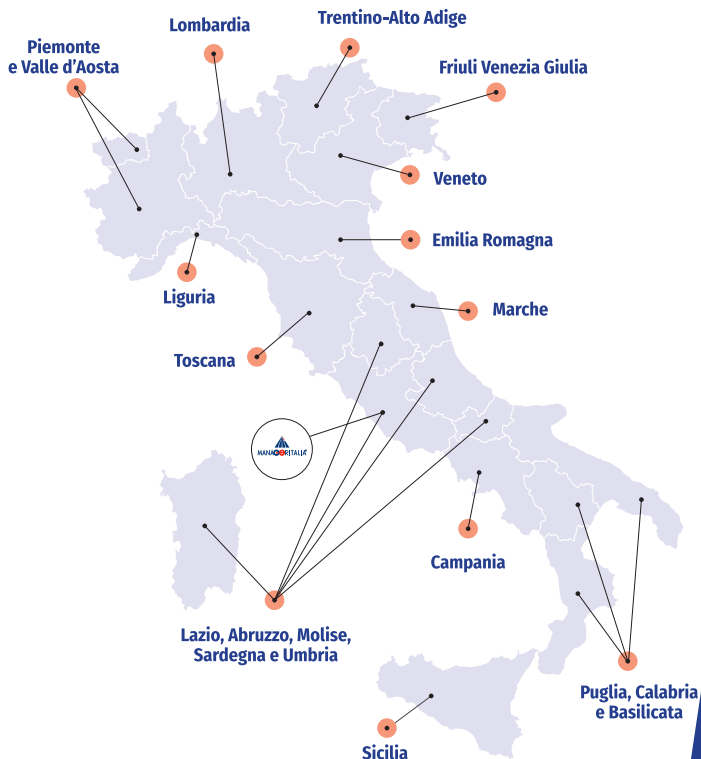 Trentino-Alto Adige
Lombardia
Piemonte
e Valle d’Aosta
Friuli Venezia Giulia
Veneto
Emilia Romagna
Liguria
Marche
Toscana
MANAGERITALIA
Campania
Lazio, Abruzzo, Molise,
Sardegna e Umbria
Puglia, Calabria
e Basilicata
Sicilia